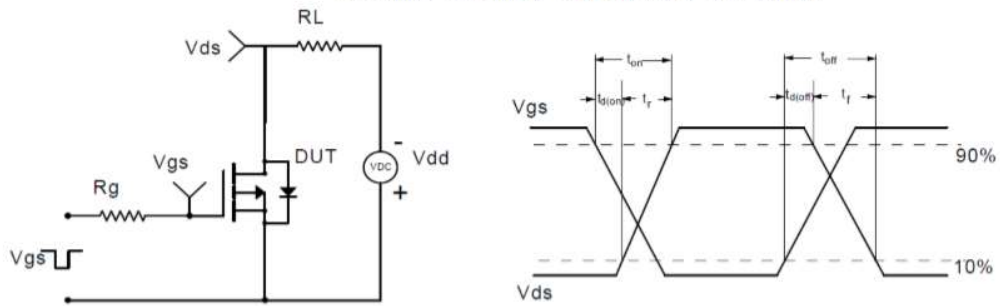 RL
Vds
Vgs
DUT
VDC
-
Vdd
+
Rg
Vgs
ton
toff
td(on)
tr
td(off)
tf
Vgs
90%
10%
Vds